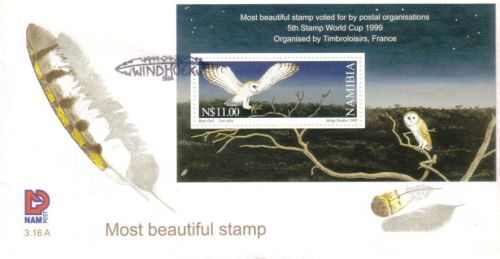 Most beautiful stamp voted for by postal organisations
5th Stamp World Cup 1999
Organised by Timbroloisirs, France
WINDHOEK
N$11.00
NAMIBIA
Barn Owl Tyto alba
Helge Denker 1999
NAM
POST
3.16 A
Most beautiful stamp